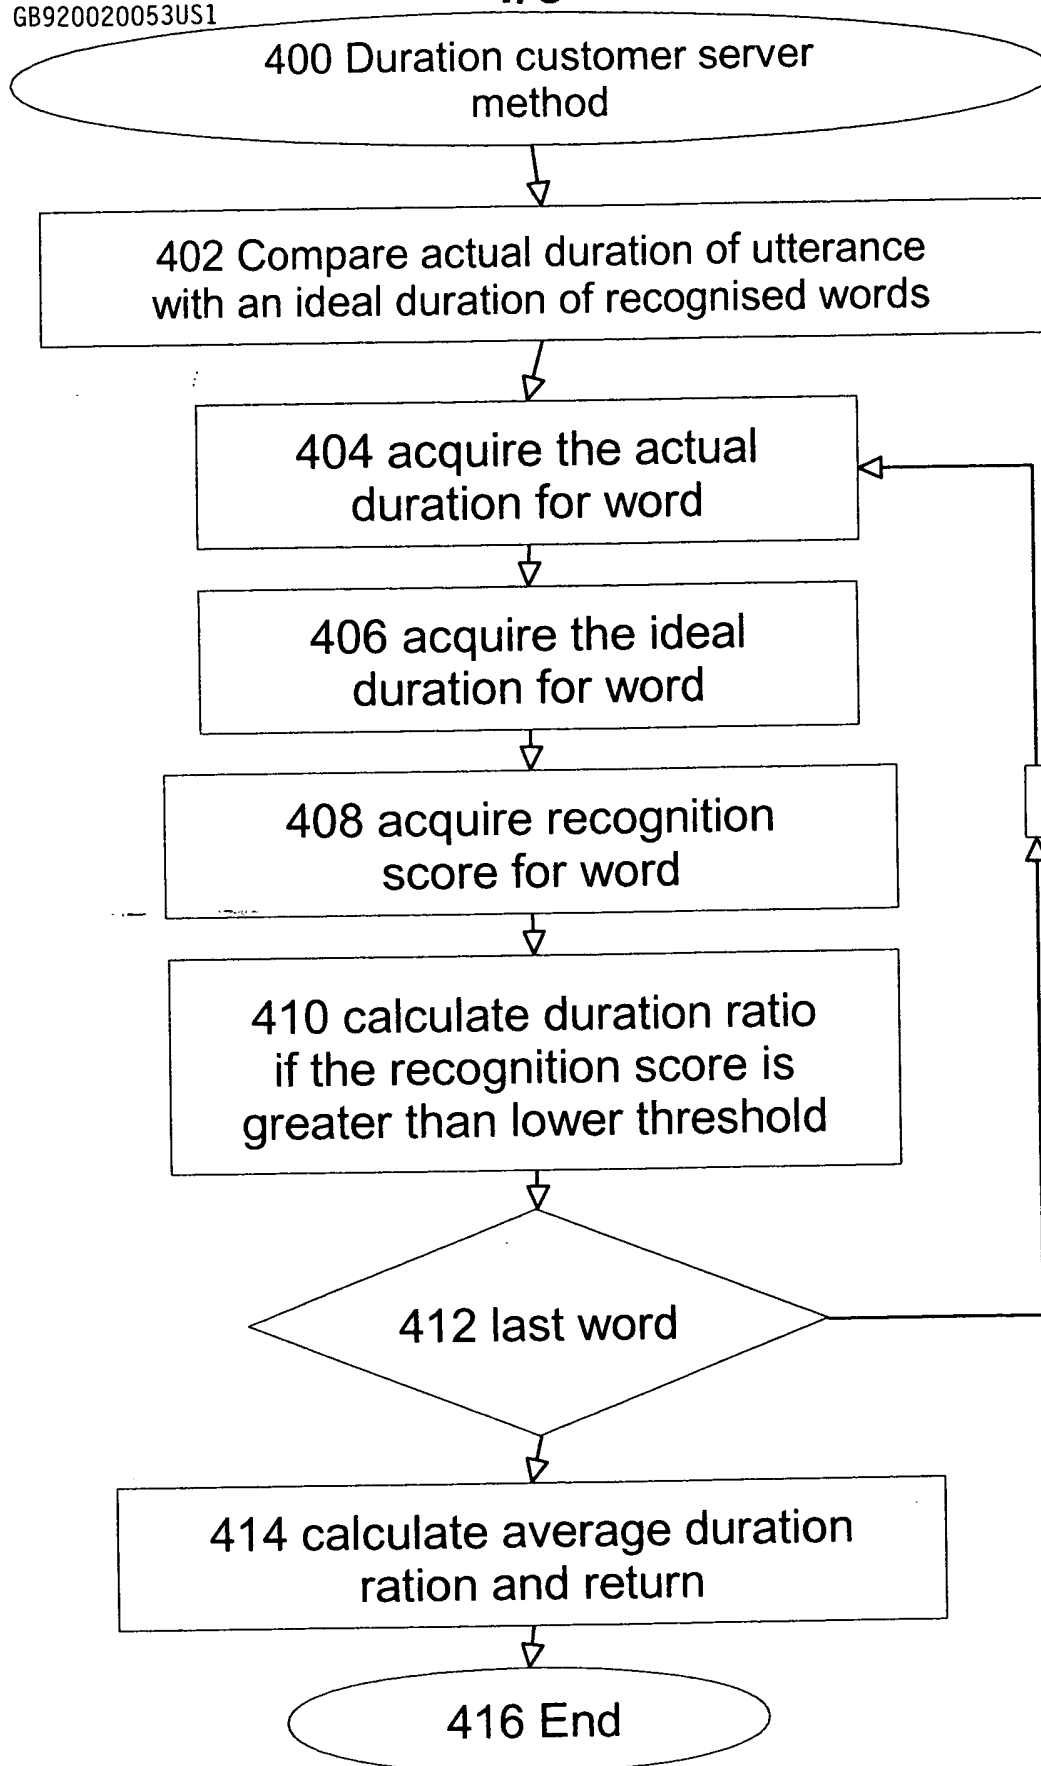 GB920020053US1
400 Duration customer server
method
402 Compare actual duration of utterance
with an ideal duration of recognised words
404 acquire the actual
duration for word
406 acquire the ideal
duration for word
408 acquire recognition
score for word
410 calculate duration ratio
if the recognition score is
greater than lower threshold
412 last word
414 calculate average duration
ration and return
416 End